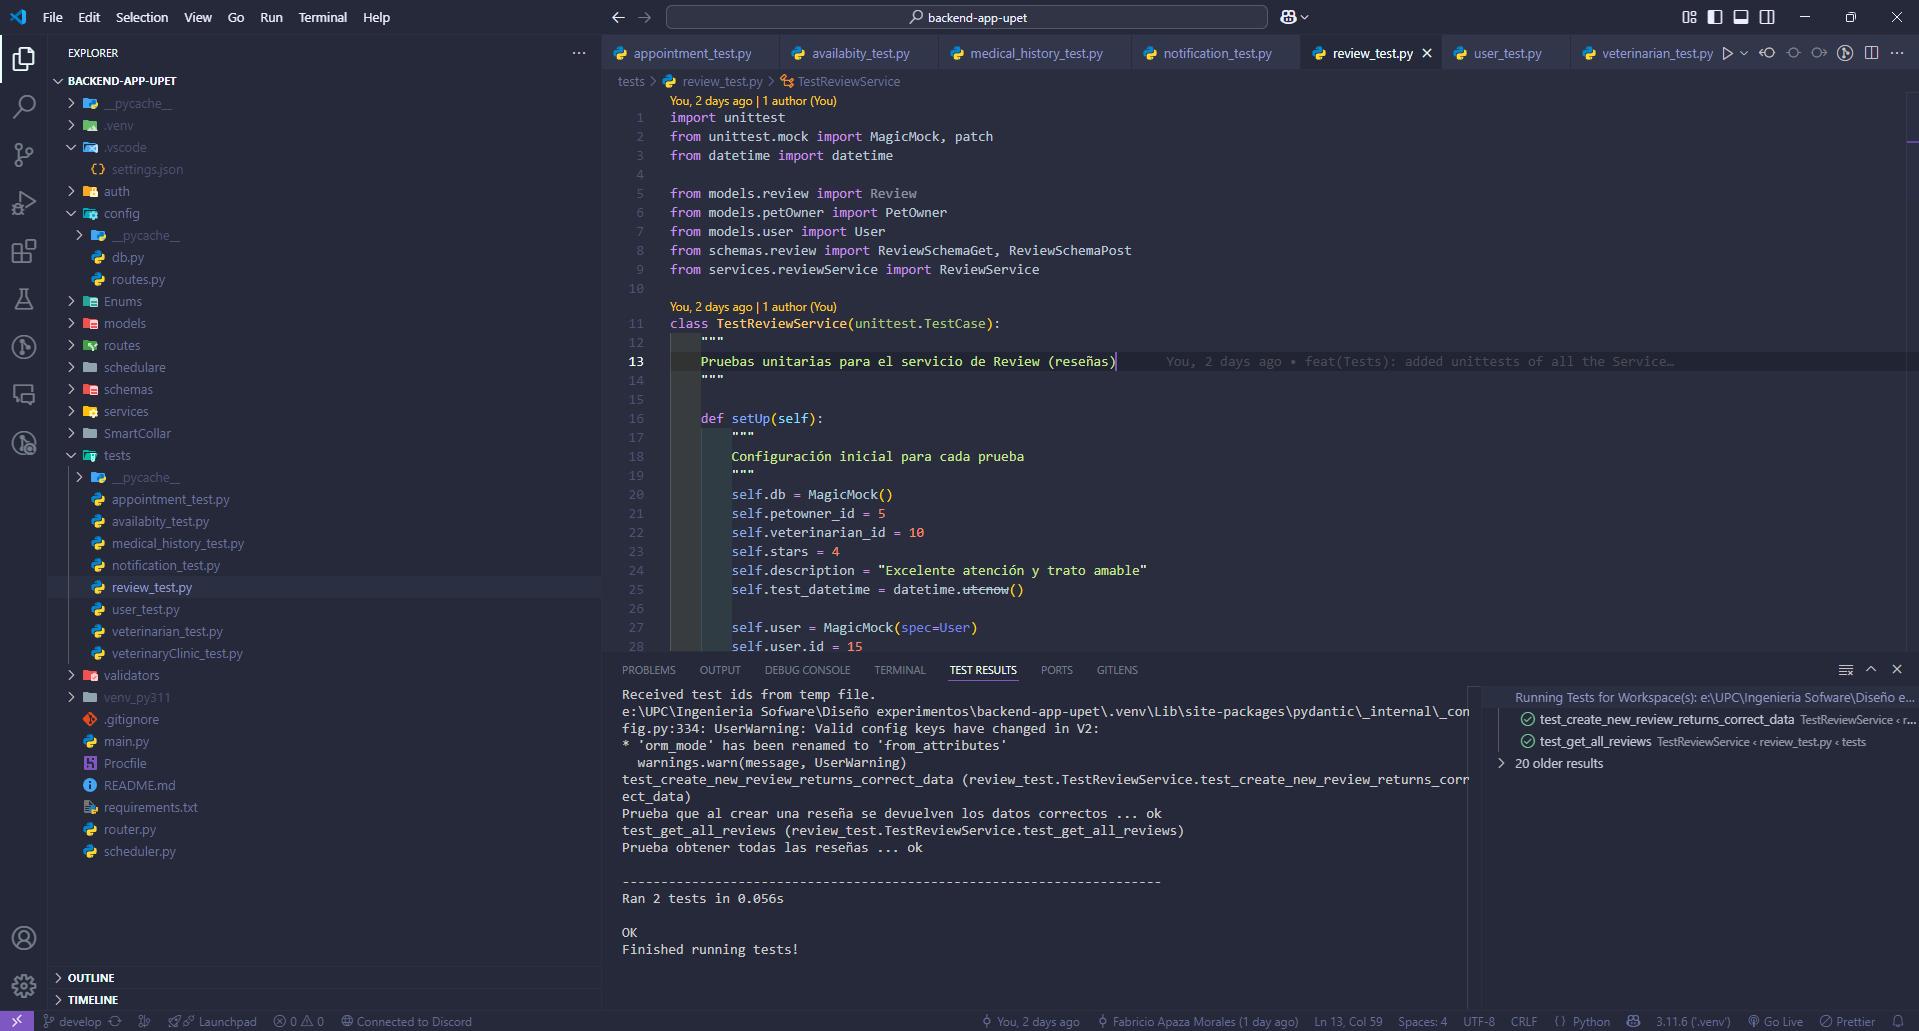 File Edit Selection View Go Run Terminal Help
backend-app-upet
EXPLORER
BACKEND-APP-UPET
__pycache__
.venv
.vscode
settings.json
auth
config
__pycache__
db.py
routes.py
Enums
models
routes
schedulare
schemas
services
SmartCollar
tests
__pycache__
appointment_test.py
availabity_test.py
medical_history_test.py
notification_test.py
review_test.py
user_test.py
veterinarian_test.py
veterinaryClinic_test.py
validators
venv_py311
.gitignore
main.py
Procfile
README.md
requirements.txt
router.py
scheduler.py
OUTLINE
TIMELINE
appointment_test.py availabity_test.py medical_history_test.py notification_test.py review_test.py user_test.py veterinarian_test.py
tests > review_test.py > TestReviewService
You, 2 days ago | 1 author (You)
1 import unittest
2 from unittest.mock import MagicMock, patch
3 from datetime import datetime
4
5 from models.review import Review
6 from models.petOwner import PetOwner
7 from models.user import User
8 from schemas.review import ReviewSchemaGet, ReviewSchemaPost
9 from services.reviewService import ReviewService
10
You, 2 days ago | 1 author (You)
11 class TestReviewService(unittest.TestCase):
12 """
13 Pruebas unitarias para el servicio de Review (reseñas) You, 2 days ago • feat(Tests): added unittests of all the Service…
14 """
15
16 def setUp(self):
17 """
18 Configuración inicial para cada prueba
19 """
20 self.db = MagicMock()
21 self.petowner_id = 5
22 self.veterinarian_id = 10
23 self.stars = 4
24 self.description = "Excelente atención y trato amable"
25 self.test_datetime = datetime.utcnow()
26
27 self.user = MagicMock(spec=User)
28 self.user.id = 15
PROBLEMS OUTPUT DEBUG CONSOLE TERMINAL TEST RESULTS PORTS GITLENS
Received test ids from temp file.
e:\UPC\Ingenieria Sofware\Diseño experimentos\backend-app-upet\.venv\Lib\site-packages\pydantic\_internal\_con
fig.py:334: UserWarning: Valid config keys have changed in V2:
* 'orm_mode' has been renamed to 'from_attributes'
warnings.warn(message, UserWarning)
test_create_new_review_returns_correct_data (review_test.TestReviewService.test_create_new_review_returns_corr
ect_data)
Prueba que al crear una reseña se devuelven los datos correctos ... ok
test_get_all_reviews (review_test.TestReviewService.test_get_all_reviews)
Prueba obtener todas las reseñas ... ok
----------------------------------------------------------------------
Ran 2 tests in 0.056s
OK
Finished running tests!
Running Tests for Workspace(s): e:\UPC\Ingenieria Sofware\Diseño e...
test_create_new_review_returns_correct_data TestReviewService < r...
test_get_all_reviews TestReviewService < review_test.py < tests
20 older results
develop Launchpad 0 0 Connected to Discord You, 2 days ago Fabricio Apaza Morales (1 day ago) Ln 13, Col 59 Spaces: 4 UTF-8 CRLF {} Python 3.11.6 ('.venv') Go Live Prettier